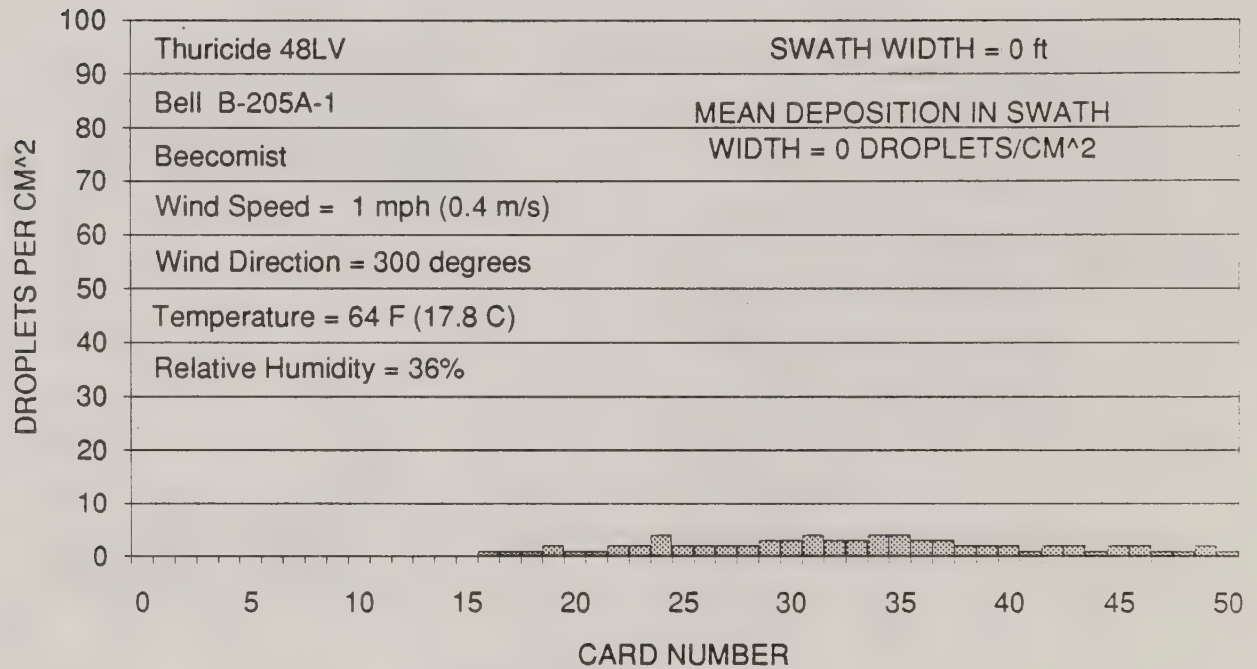 DROPLETS PER CM^2
100
90
80
70
60
50
40
30
20
10
0
Thuricide 48LV
Bell B-205A-1
Beecomist
Wind Speed = 1 mph (0.4 m/s)
Wind Direction = 300 degrees
Temperature = 64 F (17.8 C)
Relative Humidity = 36%
SWATH WIDTH = 0 ft
MEAN DEPOSITION IN SWATH
WIDTH = 0 DROPLETS/CM^2
0 5 10 15 20 25 30 35 40 45 50
CARD NUMBER